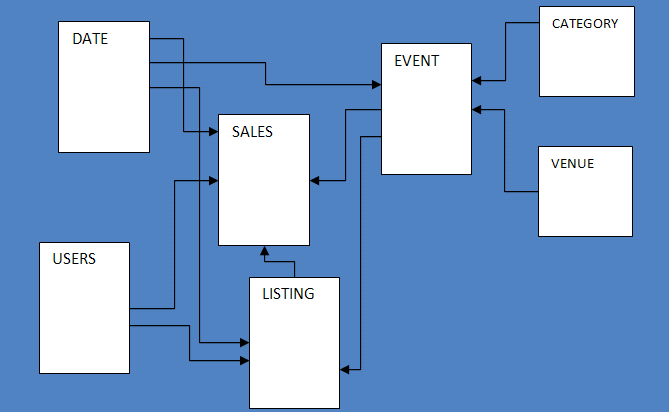 DATE
CATEGORY
EVENT
SALES
VENUE
USERS
LISTING